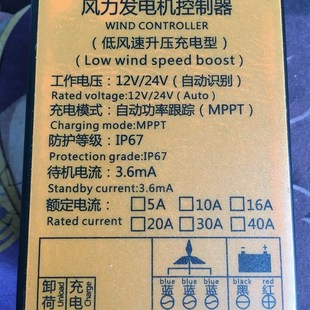 风力发电机控制器
WIND CONTROLLER
（低风速升压充电型）
(Low wind speed boost)
工作电压：12V/24V（自动识别）
Rated voltage:12V/24V（Auto）
充电模式：自动功率跟踪（MPPT）
Charging mode:MPPT
防护等级：IP67
Protection grade:IP67
待机电流：3.6mA
Standby current:3.6mA
额定电流：□5A □10A □16A
Rated current □20A □30A □40A
卸荷 Unload
充电 Charge
blue blue blue black red
蓝 蓝 蓝 黑 红